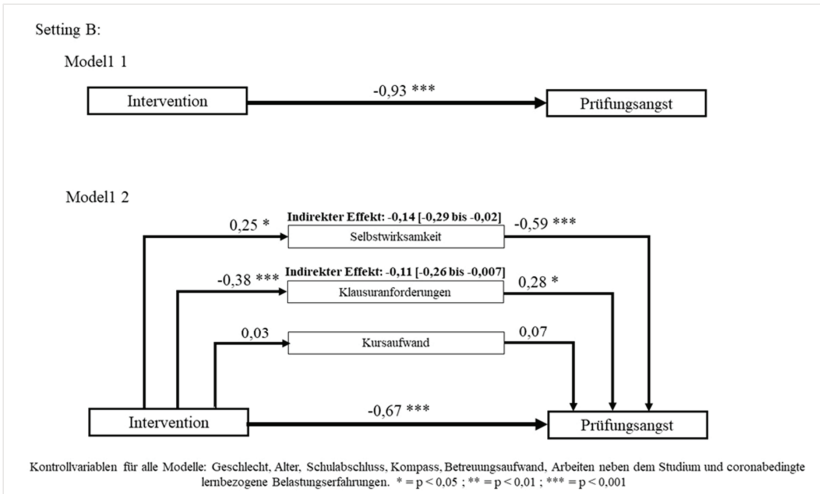 Setting B:
Model1 1
-0,93 ***
Intervention
Prüfungsangst
Model1 2
Indirekter Effekt: -0,14 [-0,29 bis -0,02]
0,25 *
-0,59 ***
Selbstwirksamkeit
Indirekter Effekt: -0,11 [-0,26 bis -0,007]
-0,38 ***
0,28 *
Klausuranforderungen
0,03
0,07
Kursaufwand
-0,67 ***
Intervention
Prüfungsangst
Kontrollvariablen für alle Modelle: Geschlecht, Alter, Schulabschluss, Kompass, Betreuungsaufwand, Arbeiten neben dem Studium und coronabedingte
lernbezogene Belastungserfahrungen. * = p < 0,05 ; ** = p < 0,01 ; *** = p < 0,001